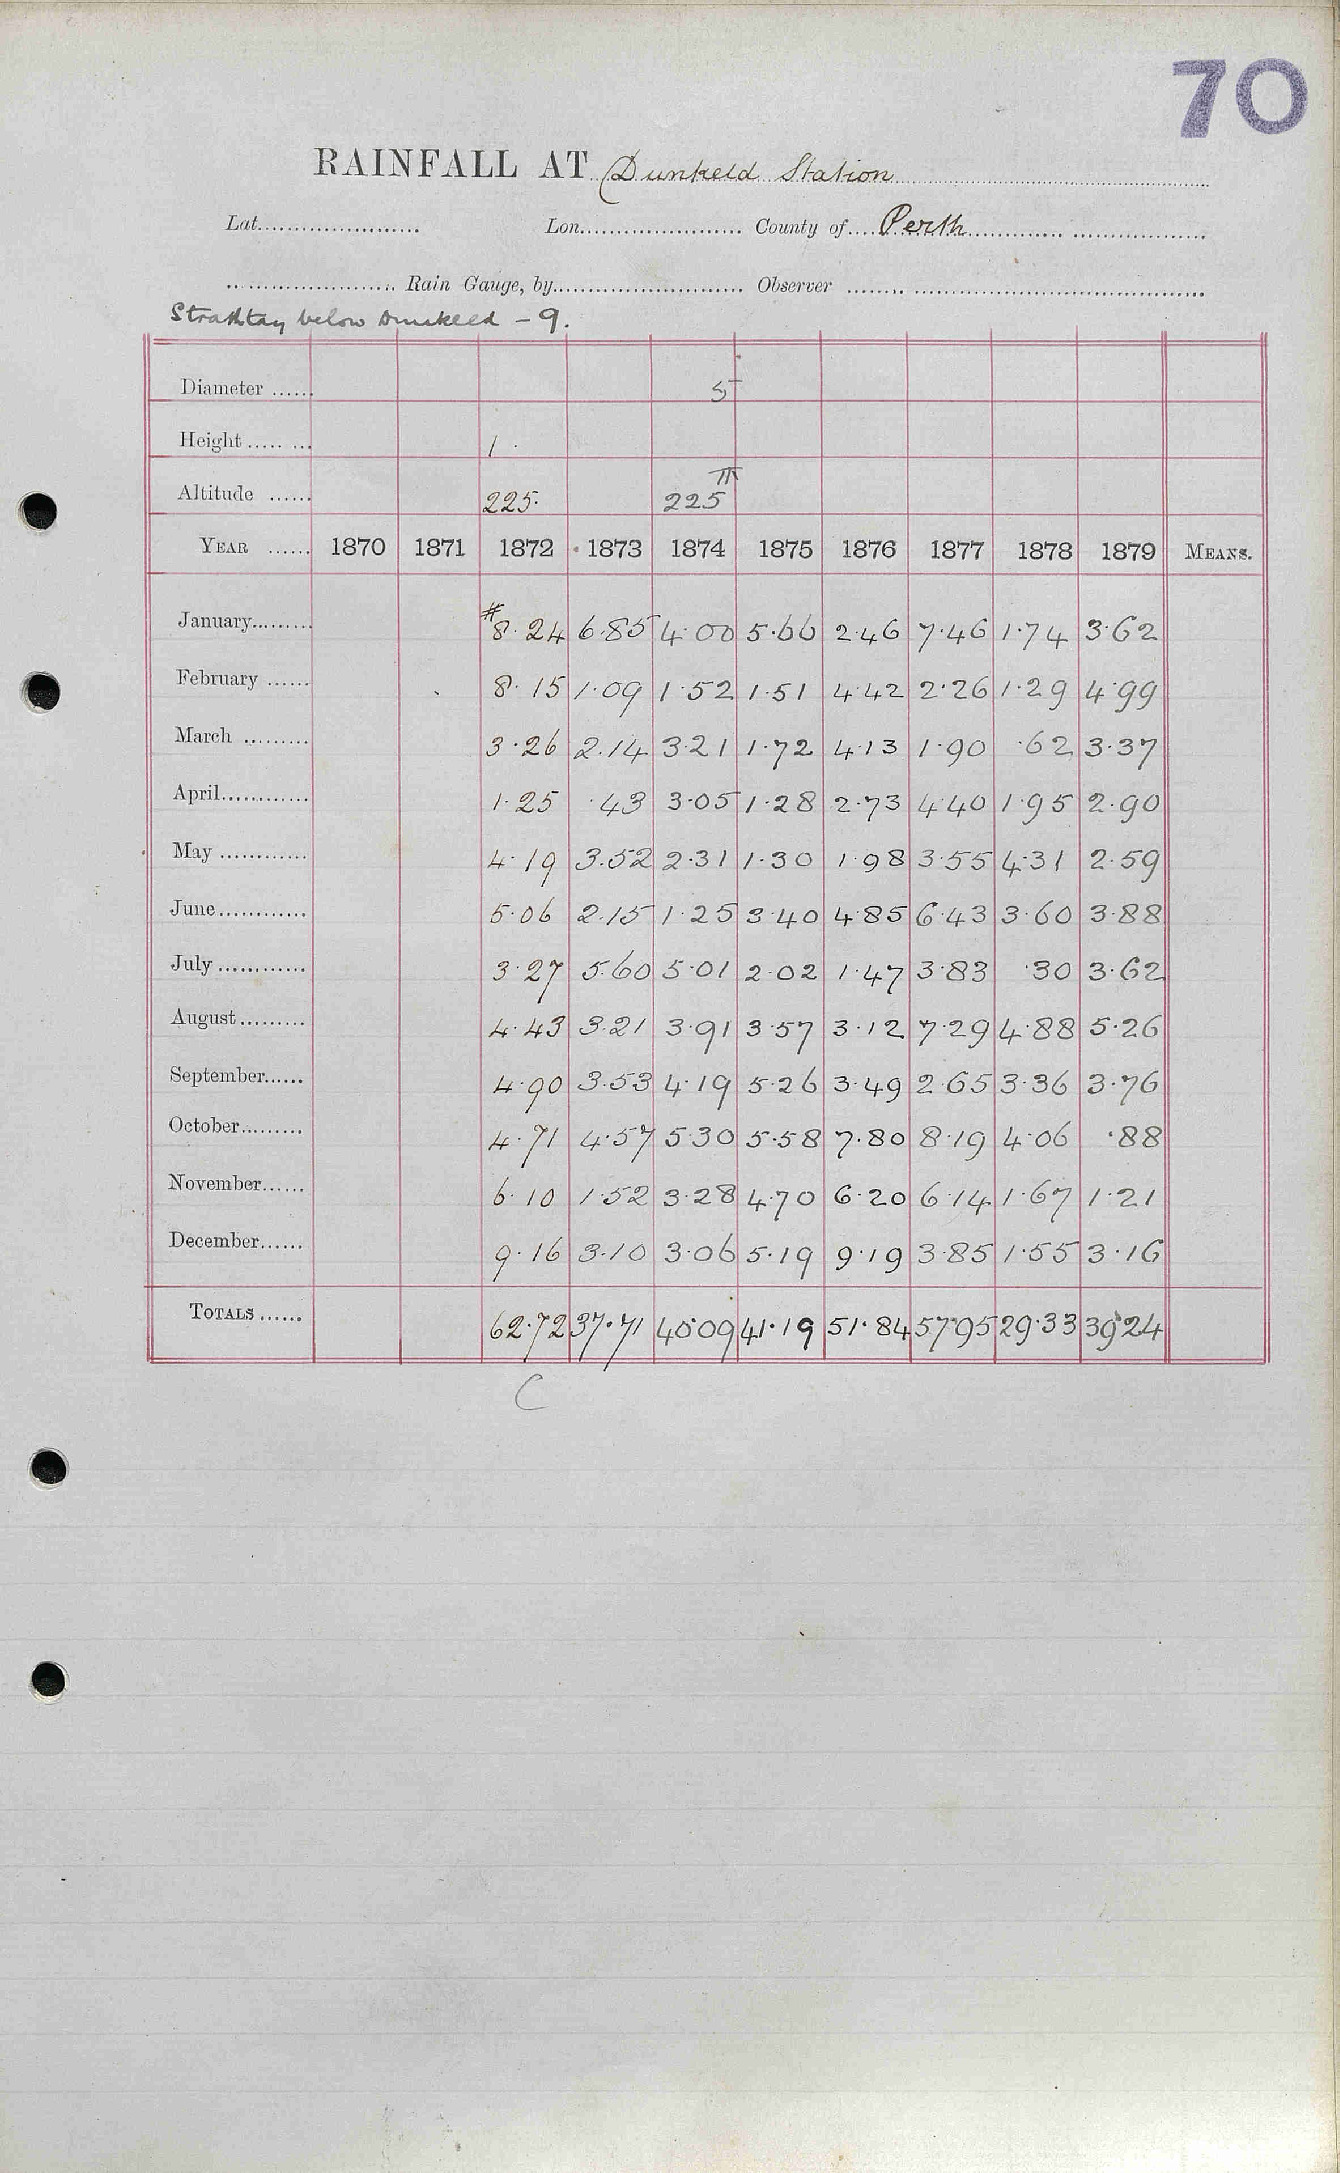 70
RAINFALL AT Dunkeld Station
Lat. Lon. County of Perth
Rain Gauge, by Observer
Strathtay below Dunkeld - 9.
Diameter 5
Height 1
Altitude 225 225
YEAR 1870 1871 1872 1873 1874 1875 1876 1877 1878 1879 MEANS.
January #8.24 6.85 4.00 5.66 2.46 7.46 1.74 3.62
February 8.15 1.09 1.52 1.51 4.42 2.26 1.29 4.99
March 3.26 2.14 3.21 1.72 4.13 1.90 .62 3.37
April 1.25 .43 3.05 1.28 2.73 4.40 1.95 2.90
May 4.19 3.52 2.31 1.30 1.98 3.55 4.31 2.59
June 5.06 2.15 1.25 3.40 4.85 6.43 3.60 3.88
July 3.27 5.60 5.01 2.02 1.47 3.83 .30 3.62
August 4.43 3.21 3.91 3.57 3.12 7.29 4.88 5.26
September 4.90 3.53 4.19 5.26 3.49 2.65 3.36 3.76
October 4.71 4.57 5.30 5.58 7.80 8.19 4.06 .88
November 6.10 1.52 3.28 4.70 6.20 6.14 1.67 1.21
December 9.16 3.10 3.06 5.19 9.19 3.85 1.55 3.16
TOTALS 62.72 37.71 40.09 41.19 51.84 57.95 29.33 39.24
C